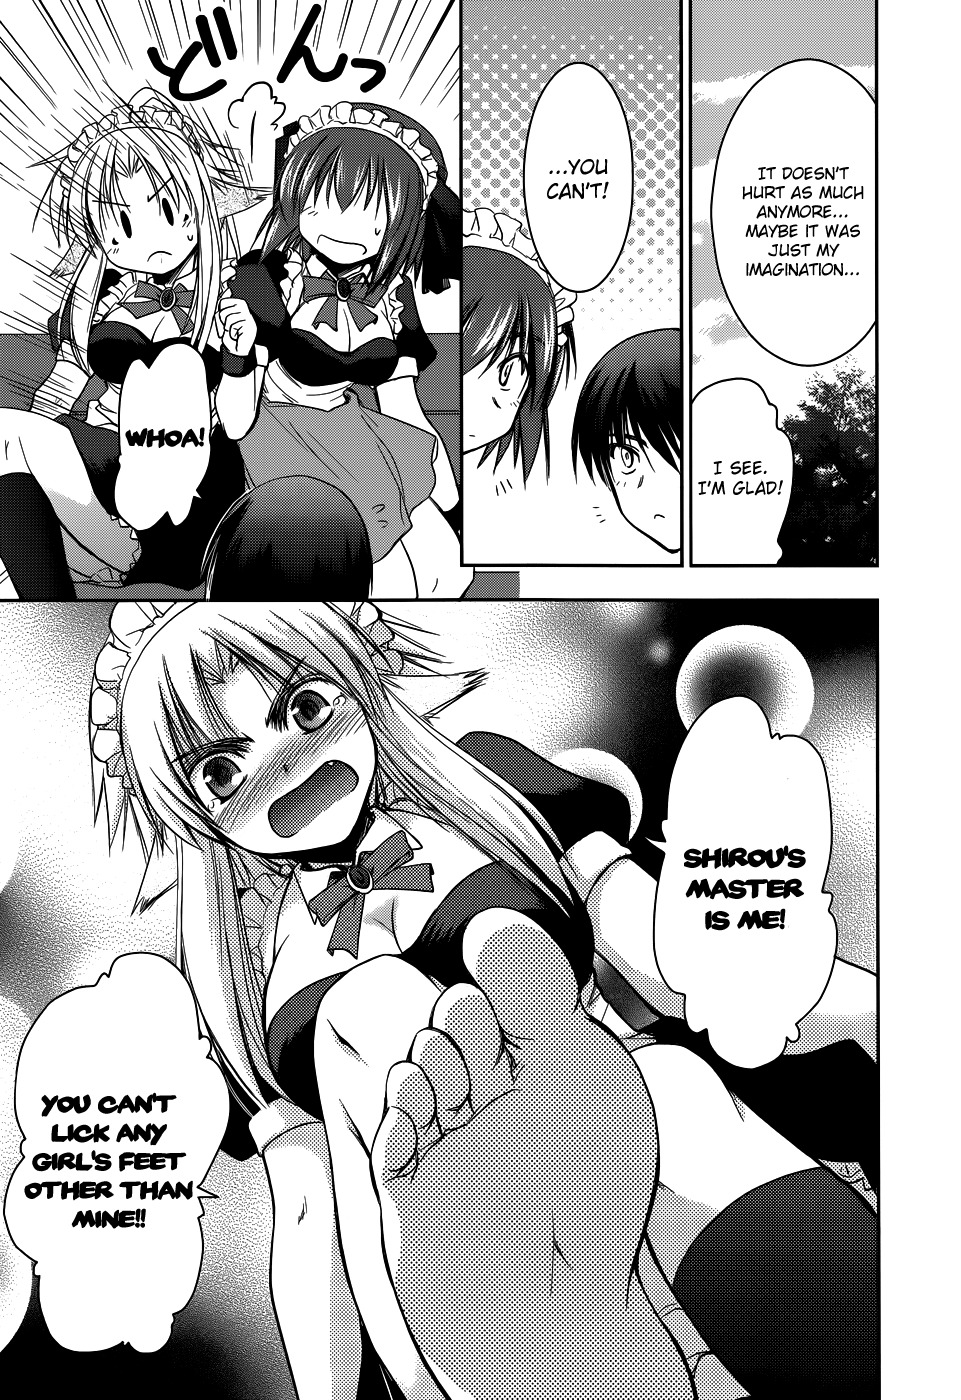 IT DOESN'T
HURT AS MUCH
ANYMORE...
MAYBE IT WAS
JUST MY
IMAGINATION...
I SEE.
I'M GLAD!
...YOU
CAN'T!
どんっ
WHOA!
SHIROU'S
MASTER
IS ME!
YOU CAN'T
LICK ANY
GIRL'S FEET
OTHER THAN
MINE!!